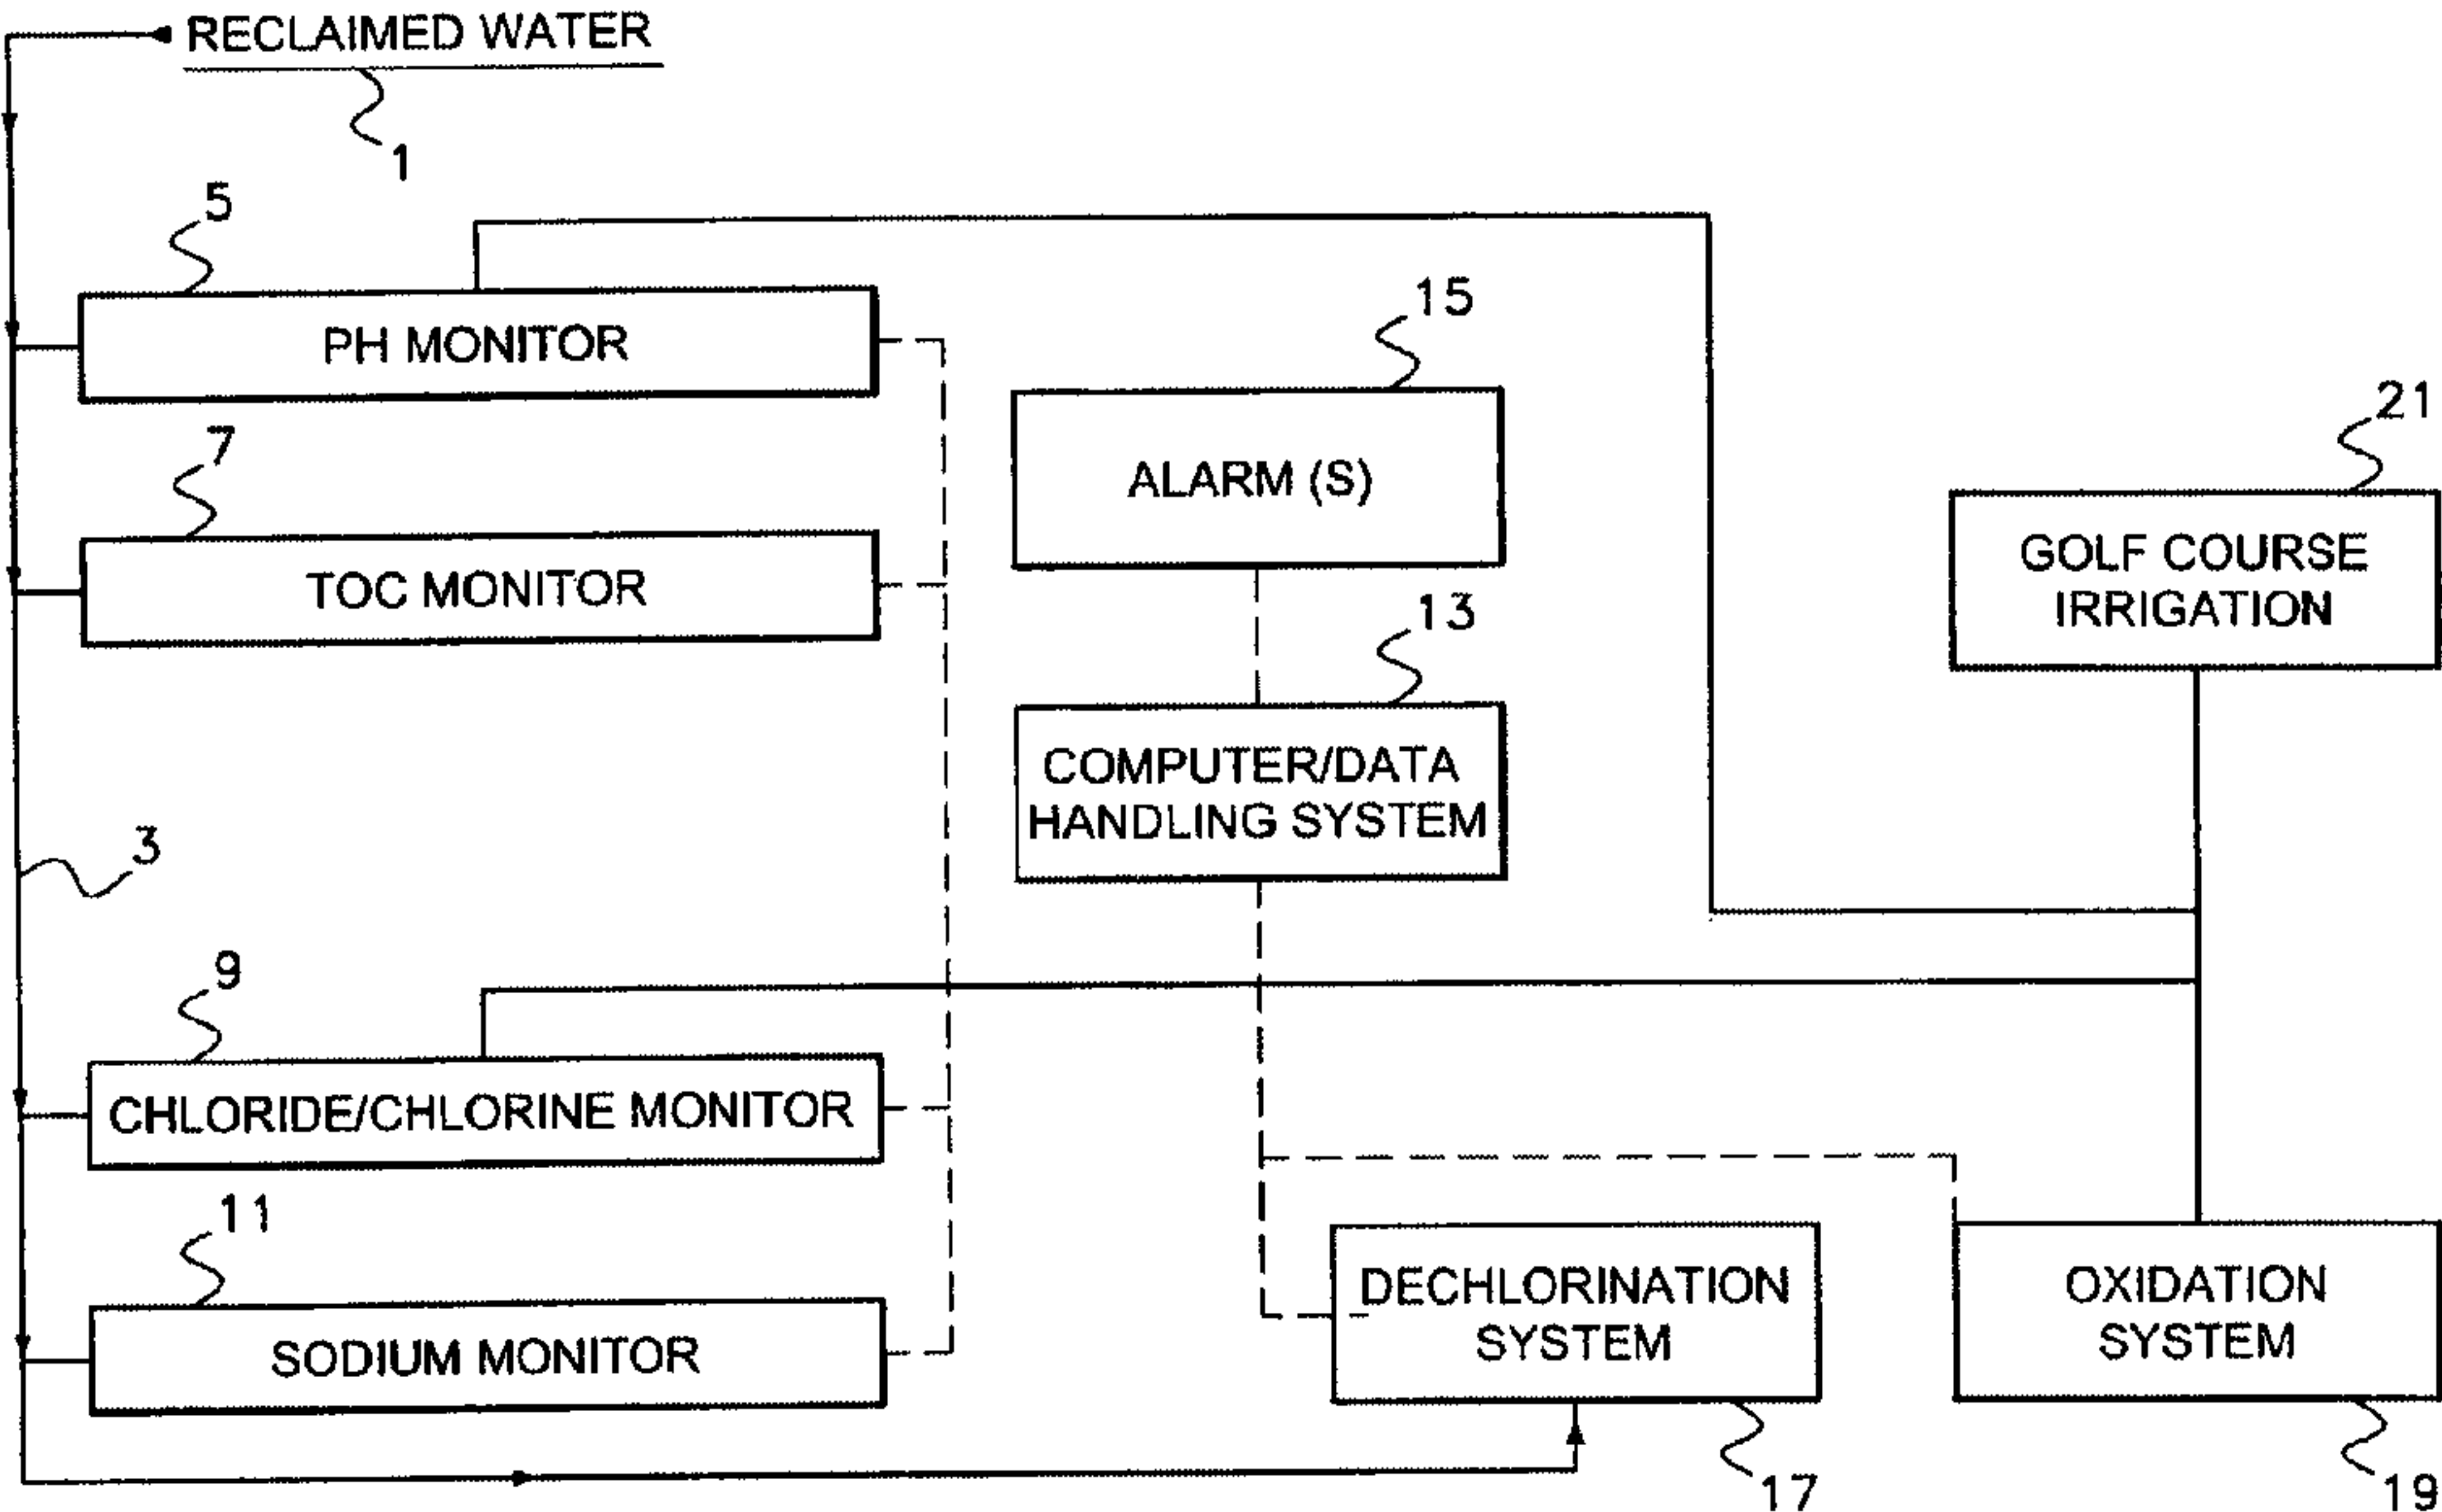 RECLAIMED WATER
1
5
PH MONITOR
15
21
7
ALARM (S)
TOC MONITOR
GOLF COURSE
IRRIGATION
13
COMPUTER/DATA
HANDLING SYSTEM
3
9
CHLORIDE/CHLORINE MONITOR
11
SODIUM MONITOR
DECHLORINATION
SYSTEM
OXIDATION
SYSTEM
17
19